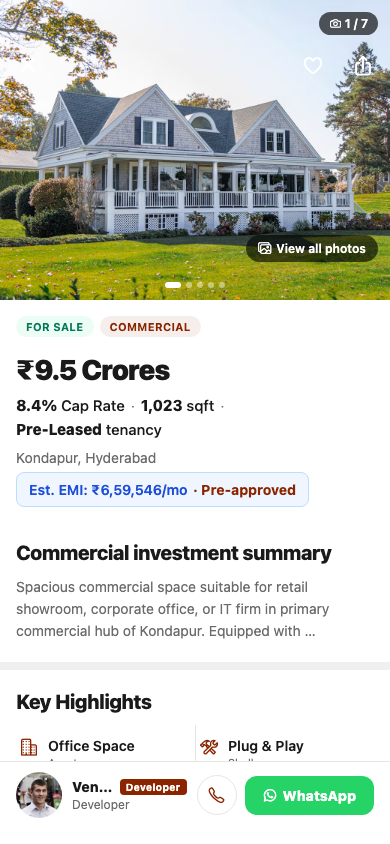 1 / 7
View all photos
FOR SALE
COMMERCIAL
₹9.5 Crores
8.4% Cap Rate · 1,023 sqft ·
Pre-Leased tenancy
Kondapur, Hyderabad
Est. EMI: ₹6,59,546/mo · Pre-approved
Commercial investment summary
Spacious commercial space suitable for retail
showroom, corporate office, or IT firm in primary
commercial hub of Kondapur. Equipped with ...
Key Highlights
Office Space
Plug & Play
Ven... Developer
Developer
WhatsApp